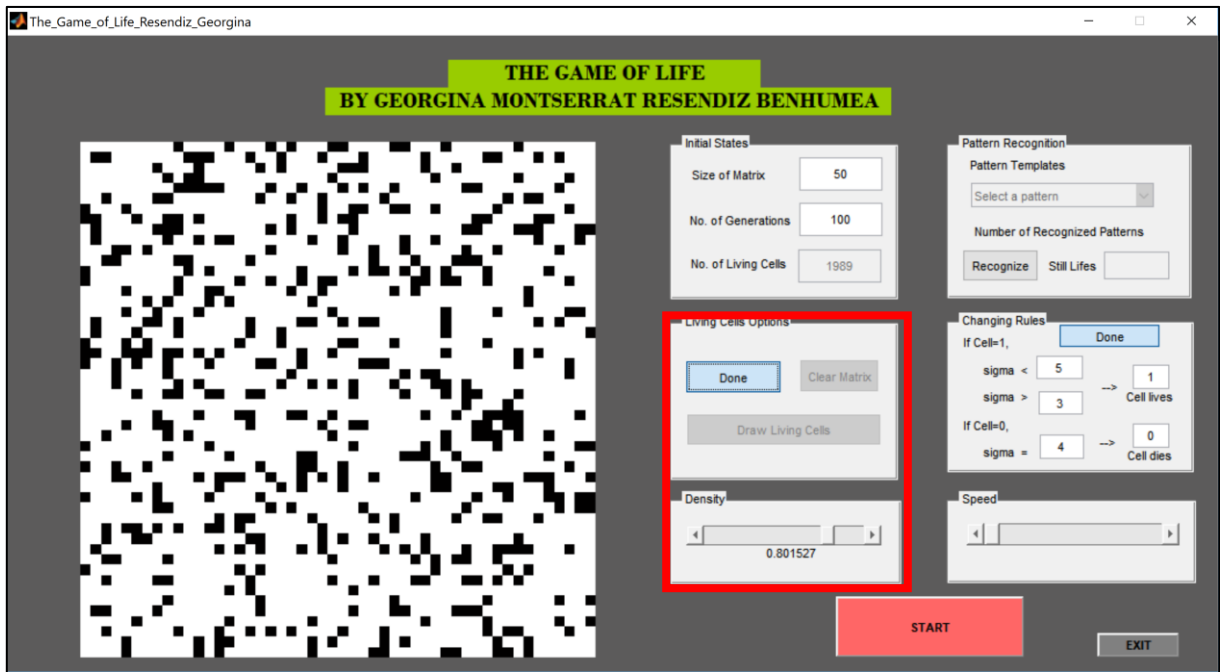 The_Game_of_Life_Resendiz_Georgina
THE GAME OF LIFE
BY GEORGINA MONTSERRAT RESENDIZ BENHUMEA
Initial States
Size of Matrix 50
No. of Generations 100
No. of Living Cells 1989
Living Cells Options
Done Clear Matrix
Draw Living Cells
Density
0.801527
Pattern Recognition
Pattern Templates
Select a pattern
Number of Recognized Patterns
Recognize Still Lifes
Changing Rules
Done
If Cell=1,
sigma < 5
--> 1
sigma > 3
Cell lives
If Cell=0,
sigma = 4 --> 0
Cell dies
Speed
START
EXIT